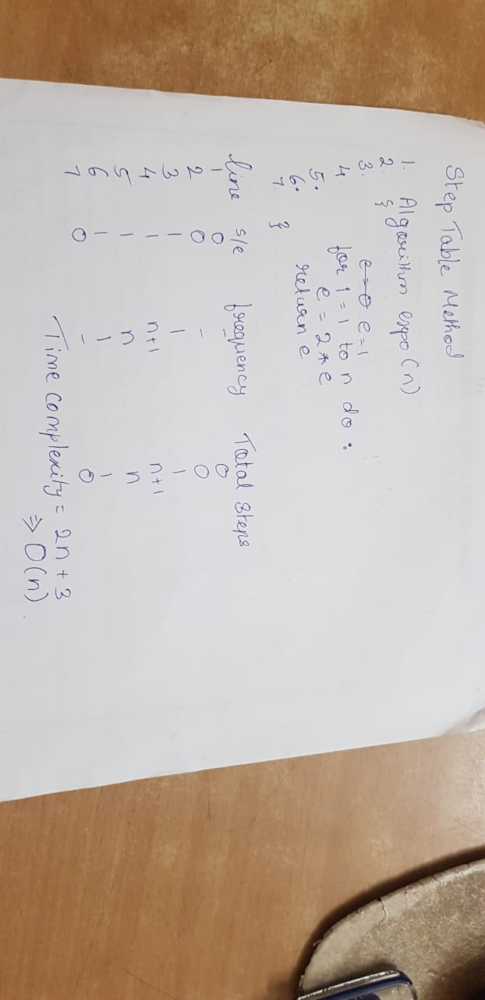 Step Table Method
1. Algorithm expo(n)
2. {
3. e=0 e=1
4. for i = 1 to n do :
5. e = 2*e
6. return e
7. }
line s/e frequency Total Steps
1 0 - 0
2 0 - 0
3 1 1 1
4 1 n+1 n+1
5 1 n n
6 1 1 1
7 0 - 0
Time complexity = 2n+3
⇒ O(n).